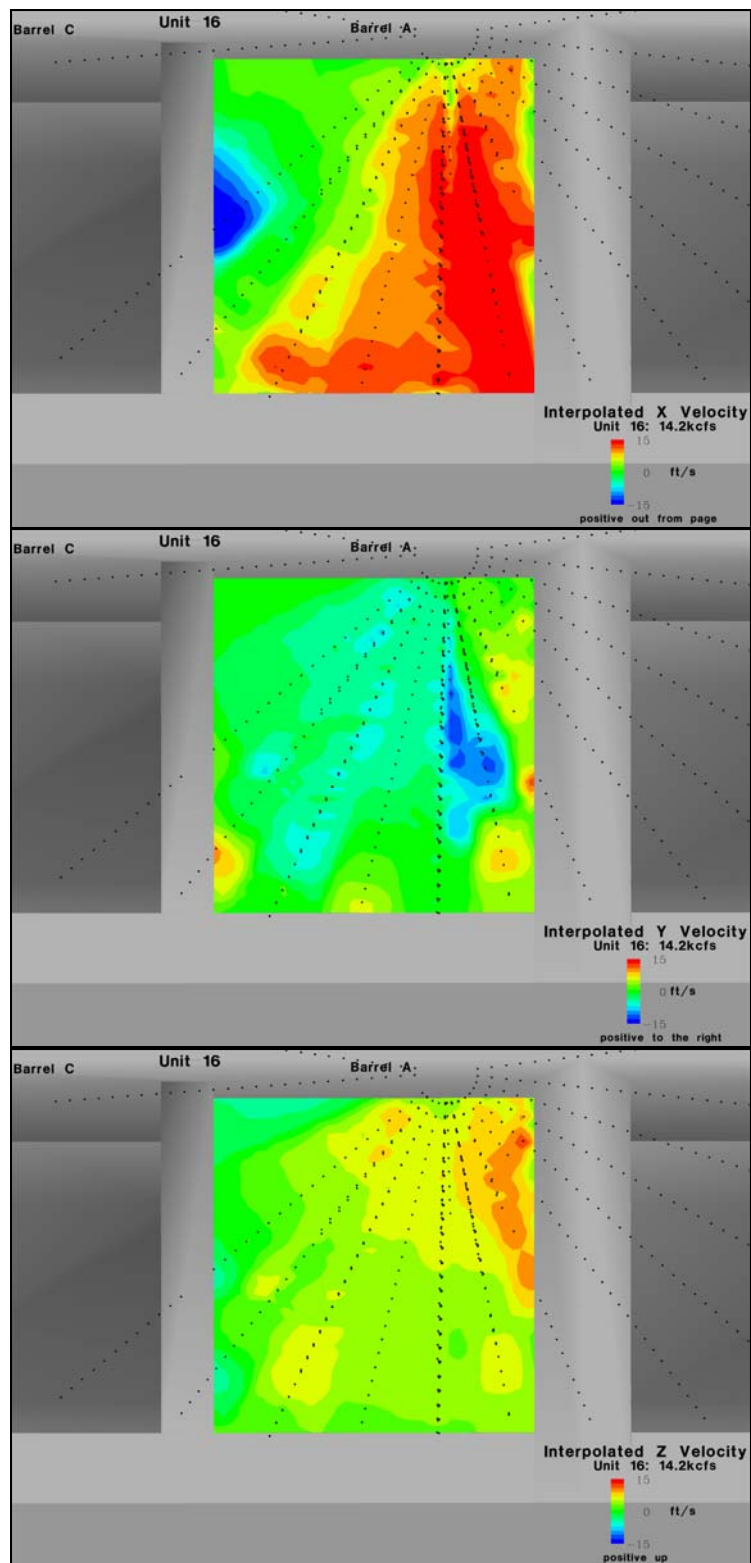 Barrel C
Unit 16
Barrel A
Interpolated X Velocity
Unit 16: 14.2kcfs
15
0 ft/s
-15
positive out from page
Barrel C
Unit 16
Barrel A
Interpolated Y Velocity
Unit 16: 14.2kcfs
15
0 ft/s
-15
positive to the right
Barrel C
Unit 16
Barrel A
Interpolated Z Velocity
Unit 16: 14.2kcfs
15
0 ft/s
-15
positive up